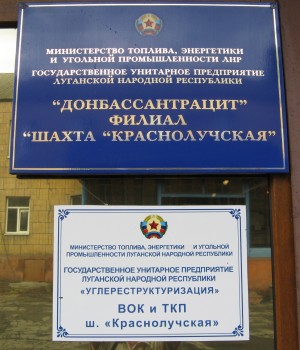 МИНИСТЕРСТВО ТОПЛИВА, ЭНЕРГЕТИКИ
И УГОЛЬНОЙ ПРОМЫШЛЕННОСТИ ЛНР
ГОСУДАРСТВЕННОЕ УНИТАРНОЕ ПРЕДПРИЯТИЕ
ЛУГАНСКОЙ НАРОДНОЙ РЕСПУБЛИКИ
"ДОНБАССАНТРАЦИТ"
ФИЛИАЛ
"ШАХТА "КРАСНОЛУЧСКАЯ"
МИНИСТЕРСТВО ТОПЛИВА, ЭНЕРГЕТИКИ И УГОЛЬНОЙ
ПРОМЫШЛЕННОСТИ ЛУГАНСКОЙ НАРОДНОЙ РЕСПУБЛИКИ
ГОСУДАРСТВЕННОЕ УНИТАРНОЕ ПРЕДПРИЯТИЕ
ЛУГАНСКОЙ НАРОДНОЙ РЕСПУБЛИКИ
«УГЛЕРЕСТРУКТУРИЗАЦИЯ»
ВОК и ТКП
ш. «Краснолучская»